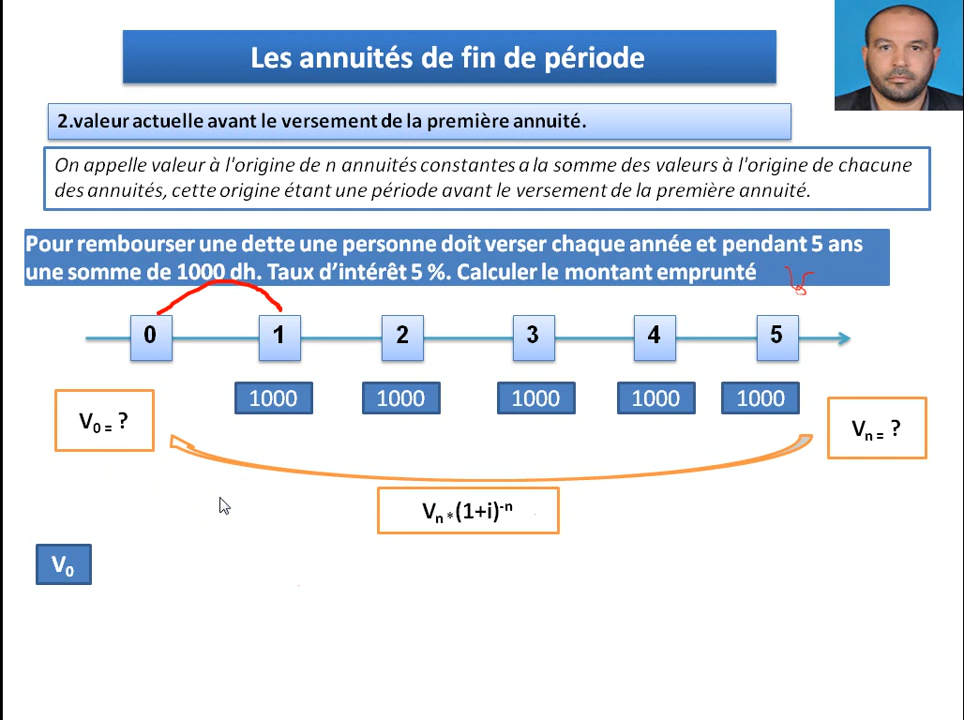 Les annuités de fin de période
2.valeur actuelle avant le versement de la première annuité.
On appelle valeur à l'origine de n annuités constantes a la somme des valeurs à l'origine de chacune
des annuités, cette origine étant une période avant le versement de la première annuité.
Pour rembourser une dette une personne doit verser chaque année et pendant 5 ans
une somme de 1000 dh. Taux d'intérêt 5 %. Calculer le montant emprunté
0 1 2 3 4 5
1000 1000 1000 1000 1000
V₀ = ?
Vₙ = ?
Vₙ * (1+i)⁻ⁿ
V₀